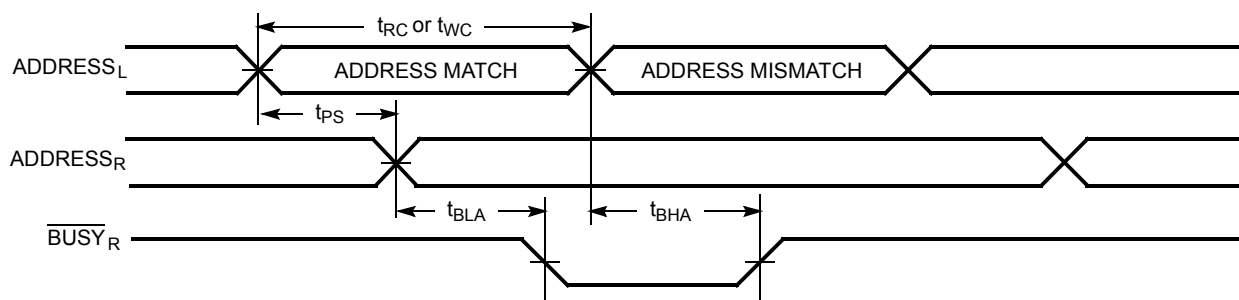 tRC or tWC
ADDRESSL
ADDRESS MATCH
ADDRESS MISMATCH
tPS
ADDRESSR
tBLA
tBHA
BUSYR